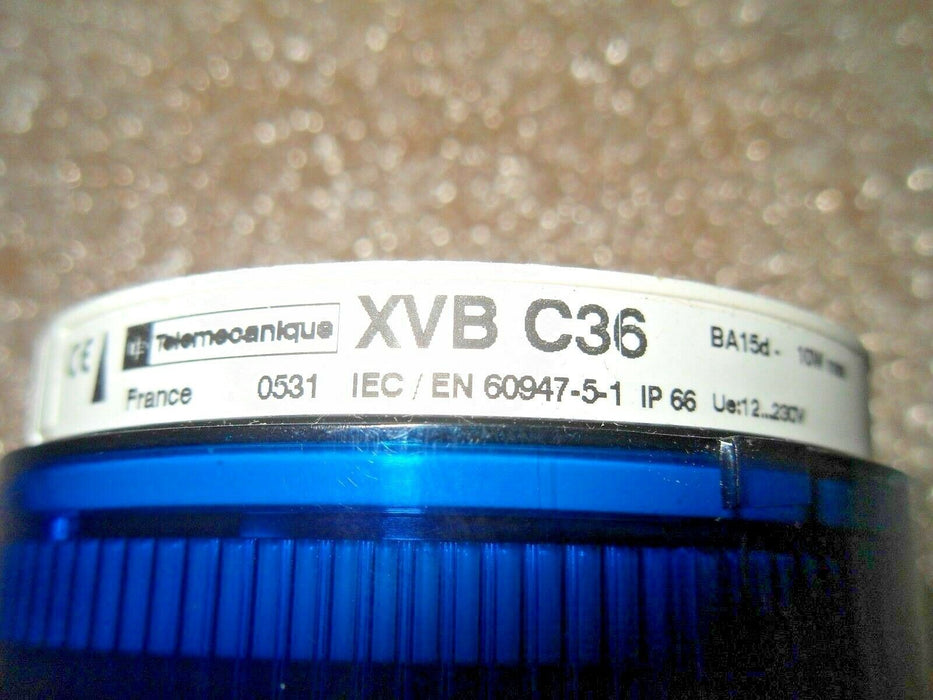 CE Telemecanique XVB C36 BA15d - 10W max
France 0531 IEC / EN 60947-5-1 IP 66 Ue:12...230V